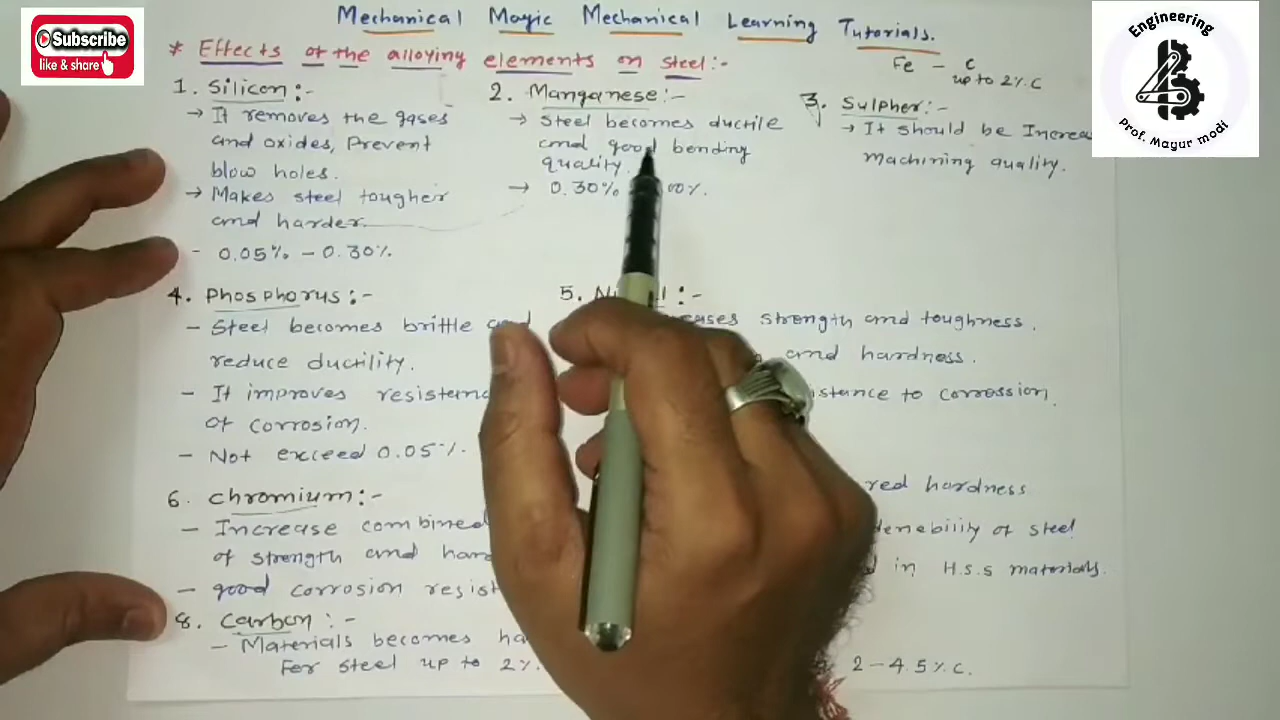 Mechanical Magic Mechanical Learning Tutorials.
Subscribe
like & share
Engineering
Prof. Mayur modi
* Effects of the alloying elements on steel:-
Fe - C
up to 2% C
1. Silicon:-
→ It removes the gases
and oxides, Prevent
blow holes.
→ Makes steel tougher
and harder
- 0.05% - 0.30%
2. Manganese:-
→ Steel becomes ductile
and good bending
quality.
→ 0.30%
3. Sulpher:-
→ It should be Increa
machining quality.
4. Phosphorus:-
- Steel becomes brittle and
reduce ductility.
- It improves resistenc
of corrosion.
- Not exceed 0.05%.
5.
strength and toughness.
and hardness.
istance to corrossion.
6. chromium:-
- Increase combined
of strength and har
- good corrosion resist
red hardness
denebility of steel
in H.S.S materials.
8. Carbon:-
- Materials becomes ha
For steel up to 2%.
2-4.5% C.